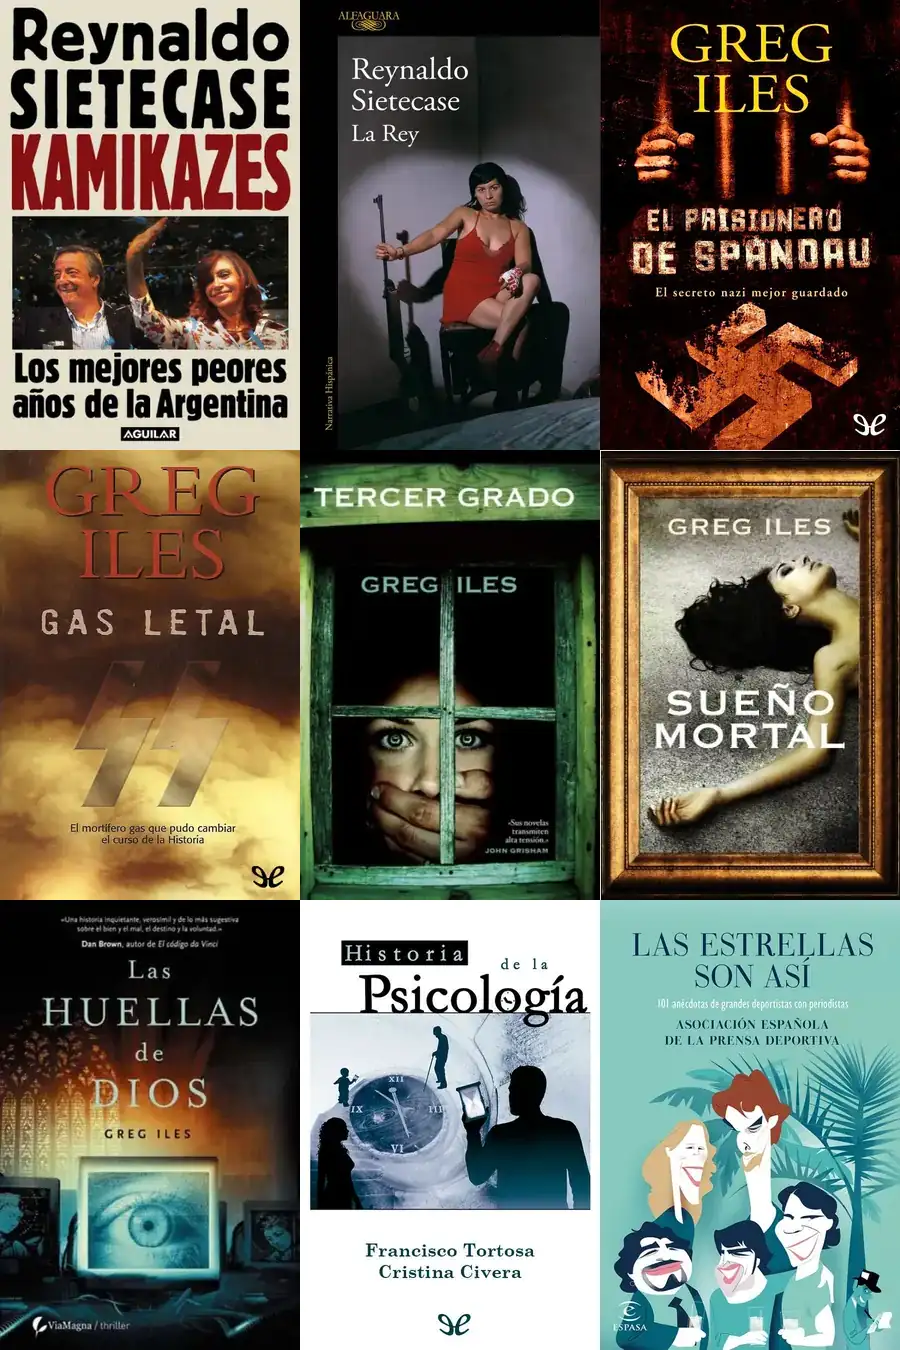 Reynaldo
SIETECASE
KAMIKAZES
Los mejores peores
años de la Argentina
AGUILAR
ALFAGUARA
Reynaldo
Sietecase
La Rey
Narrativa Hispánica
GREG
ILES
EL PRISIONERO
DE SPANDAU
El secreto nazi mejor guardado
GREG
ILES
GAS LETAL
El mortífero gas que pudo cambiar
el curso de la Historia
TERCER GRADO
GREG ILES
«Sus novelas
transmiten
alta tensión.»
JOHN GRISHAM
GREG ILES
SUEÑO
MORTAL
«Una historia inquietante, verosímil y de lo más sugestiva
sobre el bien y el mal, el destino y la voluntad.»
Dan Brown, autor de El código da Vinci
Las
HUELLAS
de
DIOS
GREG ILES
ViaMagna / thriller
Historia
de la
Psicología
XII
IX
III
VI
Francisco Tortosa
Cristina Civera
LAS ESTRELLAS
SON ASÍ
101 anécdotas de grandes deportistas con periodistas
ASOCIACIÓN ESPAÑOLA
DE LA PRENSA DEPORTIVA
ESPASA